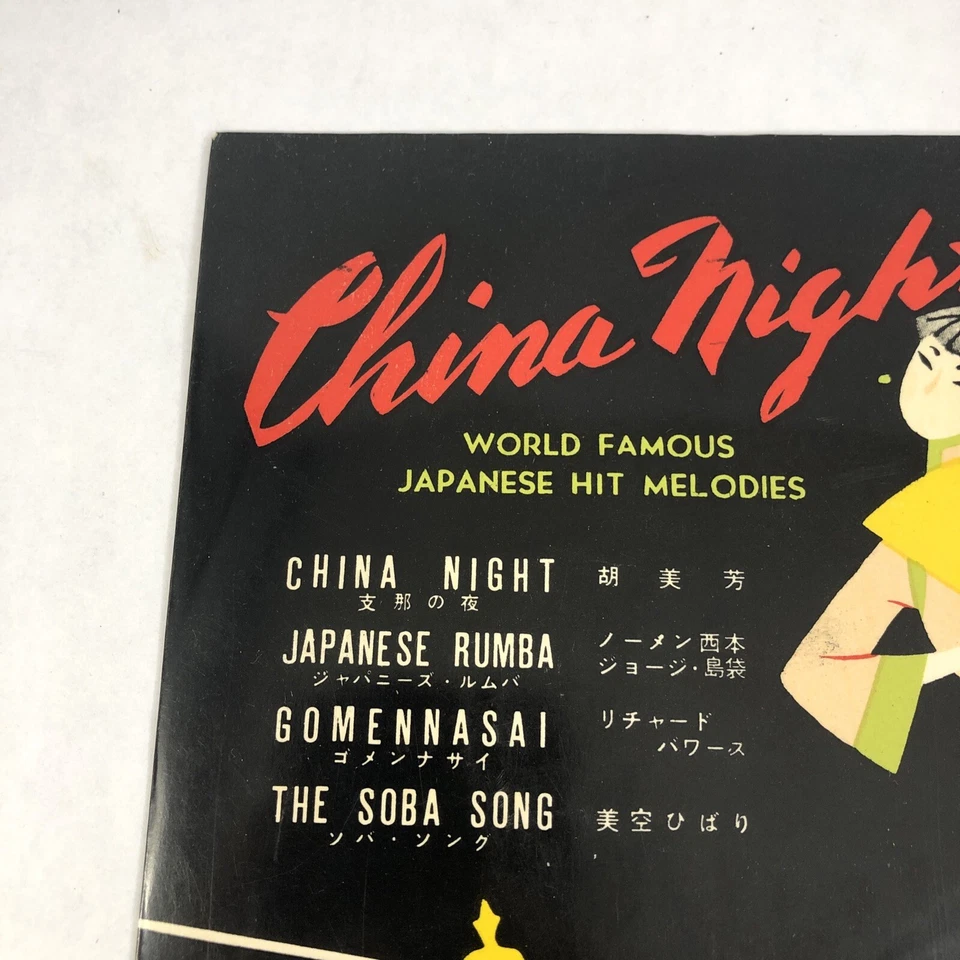 China Night
WORLD FAMOUS
JAPANESE HIT MELODIES
CHINA NIGHT 胡美芳
支那の夜
JAPANESE RUMBA ノーメン西本
ジャパニーズ・ルムバ ジョージ・島袋
GOMENNASAI リチャード
ゴメンナサイ パワース
THE SOBA SONG 美空ひばり
ソバ・ソング